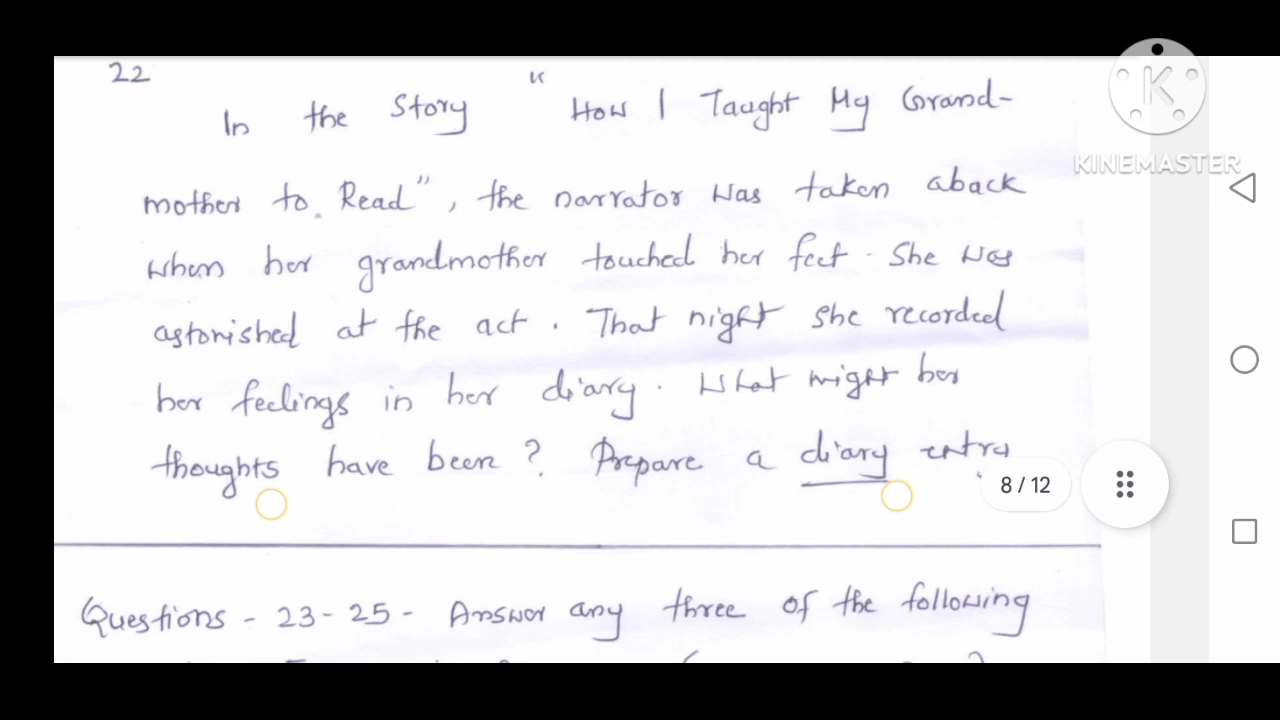 22
In the Story " How I Taught My Grand-
mother to Read", the narrator was taken aback
when her grandmother touched her feet. She was
astonished at the act. That night she recorded
her feelings in her diary. What might her
thoughts have been? Prepare a diary entry
Questions - 23-25- Answer any three of the following
K
KINEMASTER
8 / 12